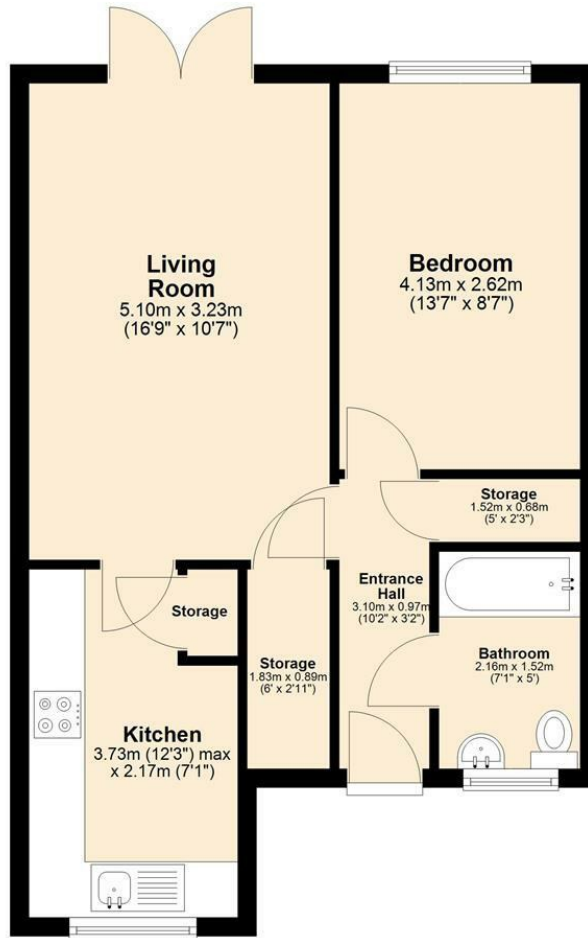 Living
Room
5.10m x 3.23m
(16'9" x 10'7")
Bedroom
4.13m x 2.62m
(13'7" x 8'7")
Storage
1.52m x 0.68m
(5' x 2'3")
Entrance
Hall
3.10m x 0.97m
(10'2" x 3'2")
Storage
Storage
1.83m x 0.89m
(6' x 2'11")
Bathroom
2.16m x 1.52m
(7'1" x 5')
Kitchen
3.73m (12'3") max
x 2.17m (7'1")